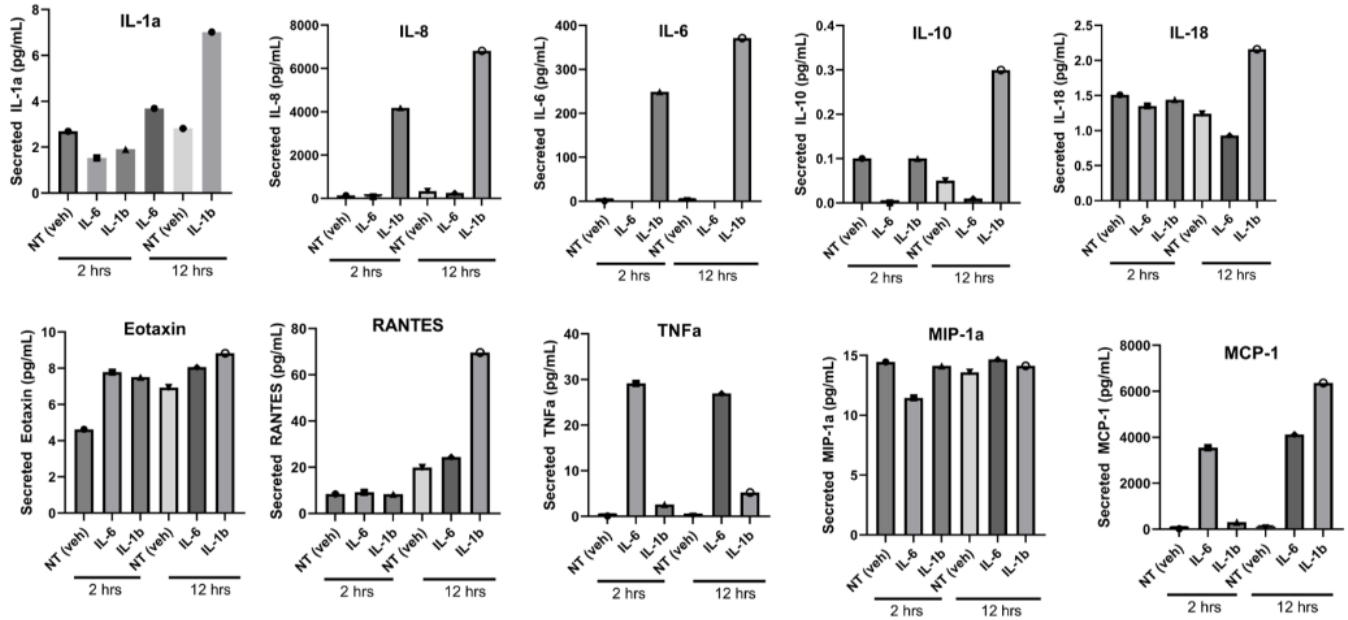 IL-1a
Secreted IL-1a (pg/mL)
8
6
4
2
0
NT (veh)
IL-6
IL-1b
IL-6
NT (veh)
IL-1b
2 hrs
12 hrs
IL-8
Secreted IL-8 (pg/mL)
8000
6000
4000
2000
0
NT (veh)
IL-6
IL-1b
NT (veh)
IL-6
IL-1b
2 hrs
12 hrs
IL-6
Secreted IL-6 (pg/mL)
400
300
200
100
0
NT (veh)
IL-6
IL-1b
NT (veh)
IL-6
IL-1b
2 hrs
12 hrs
IL-10
Secreted IL-10 (pg/mL)
0.4
0.3
0.2
0.1
0.0
NT (veh)
IL-6
IL-1b
NT (veh)
IL-6
IL-1b
2 hrs
12 hrs
IL-18
Secreted IL-18 (pg/mL)
2.5
2.0
1.5
1.0
0.5
0.0
NT (veh)
IL-6
IL-1b
NT (veh)
IL-6
IL-1b
2 hrs
12 hrs
Eotaxin
Secreted Eotaxin (pg/mL)
10
8
6
4
2
0
NT (veh)
IL-6
IL-1b
NT (veh)
IL-6
IL-1b
2 hrs
12 hrs
RANTES
Secreted RANTES (pg/mL)
80
60
40
20
0
NT (veh)
IL-6
IL-1b
NT (veh)
IL-6
IL-1b
2 hrs
12 hrs
TNFa
Secreted TNFa (pg/mL)
40
30
20
10
0
NT (veh)
IL-6
IL-1b
NT (veh)
IL-6
IL-1b
2 hrs
12 hrs
MIP-1a
Secreted MIP-1a (pg/mL)
15
10
5
0
NT (veh)
IL-6
IL-1b
NT (veh)
IL-6
IL-1b
2 hrs
12 hrs
MCP-1
Secreted MCP-1 (pg/mL)
8000
6000
4000
2000
0
NT (veh)
IL-6
IL-1b
NT (veh)
IL-6
IL-1b
2 hrs
12 hrs